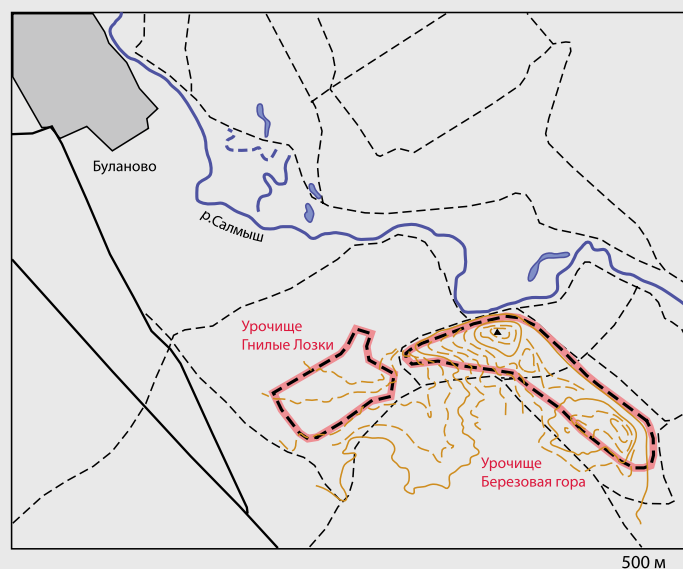 Буланово
р.Салмыш
Урочище
Гнилые Лозки
Урочище
Березовая гора
500 м